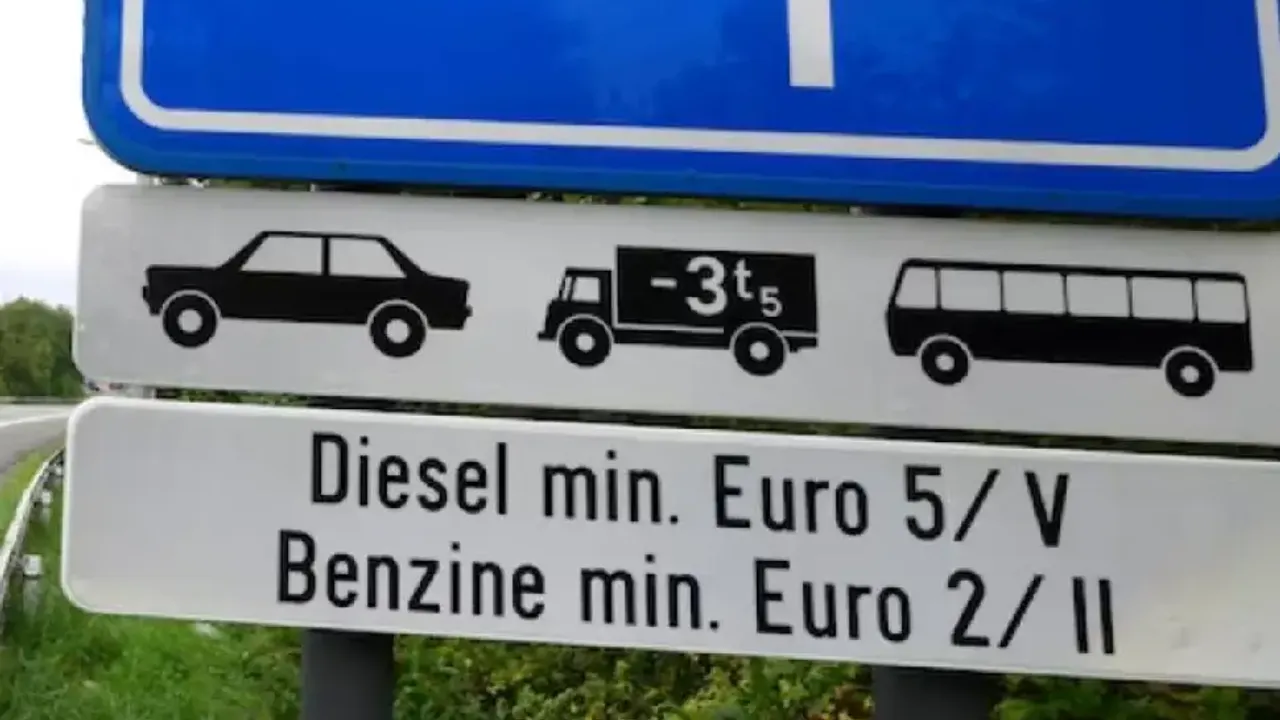 -3t5
Diesel min. Euro 5/V
Benzine min. Euro 2/II